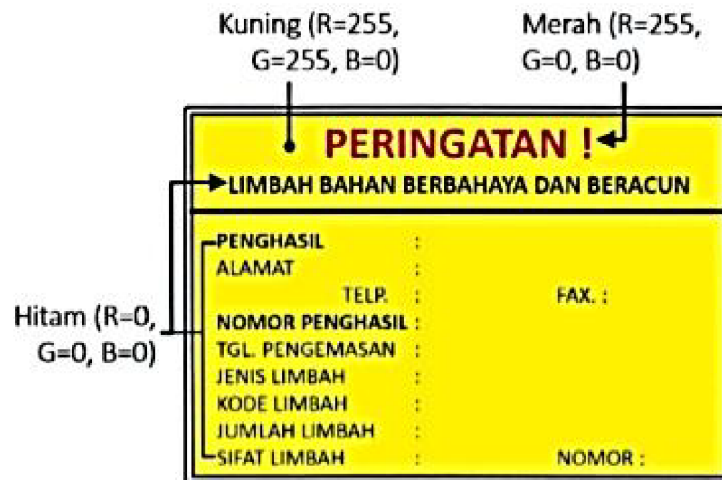 Kuning (R=255,
G=255, B=0)
Merah (R=255,
G=0, B=0)
PERINGATAN !
LIMBAH BAHAN BERBAHAYA DAN BERACUN
PENGHASIL :
ALAMAT :
TELP. : FAX. :
NOMOR PENGHASIL :
TGL. PENGEMASAN :
JENIS LIMBAH :
KODE LIMBAH :
JUMLAH LIMBAH :
SIFAT LIMBAH : NOMOR :
Hitam (R=0,
G=0, B=0)